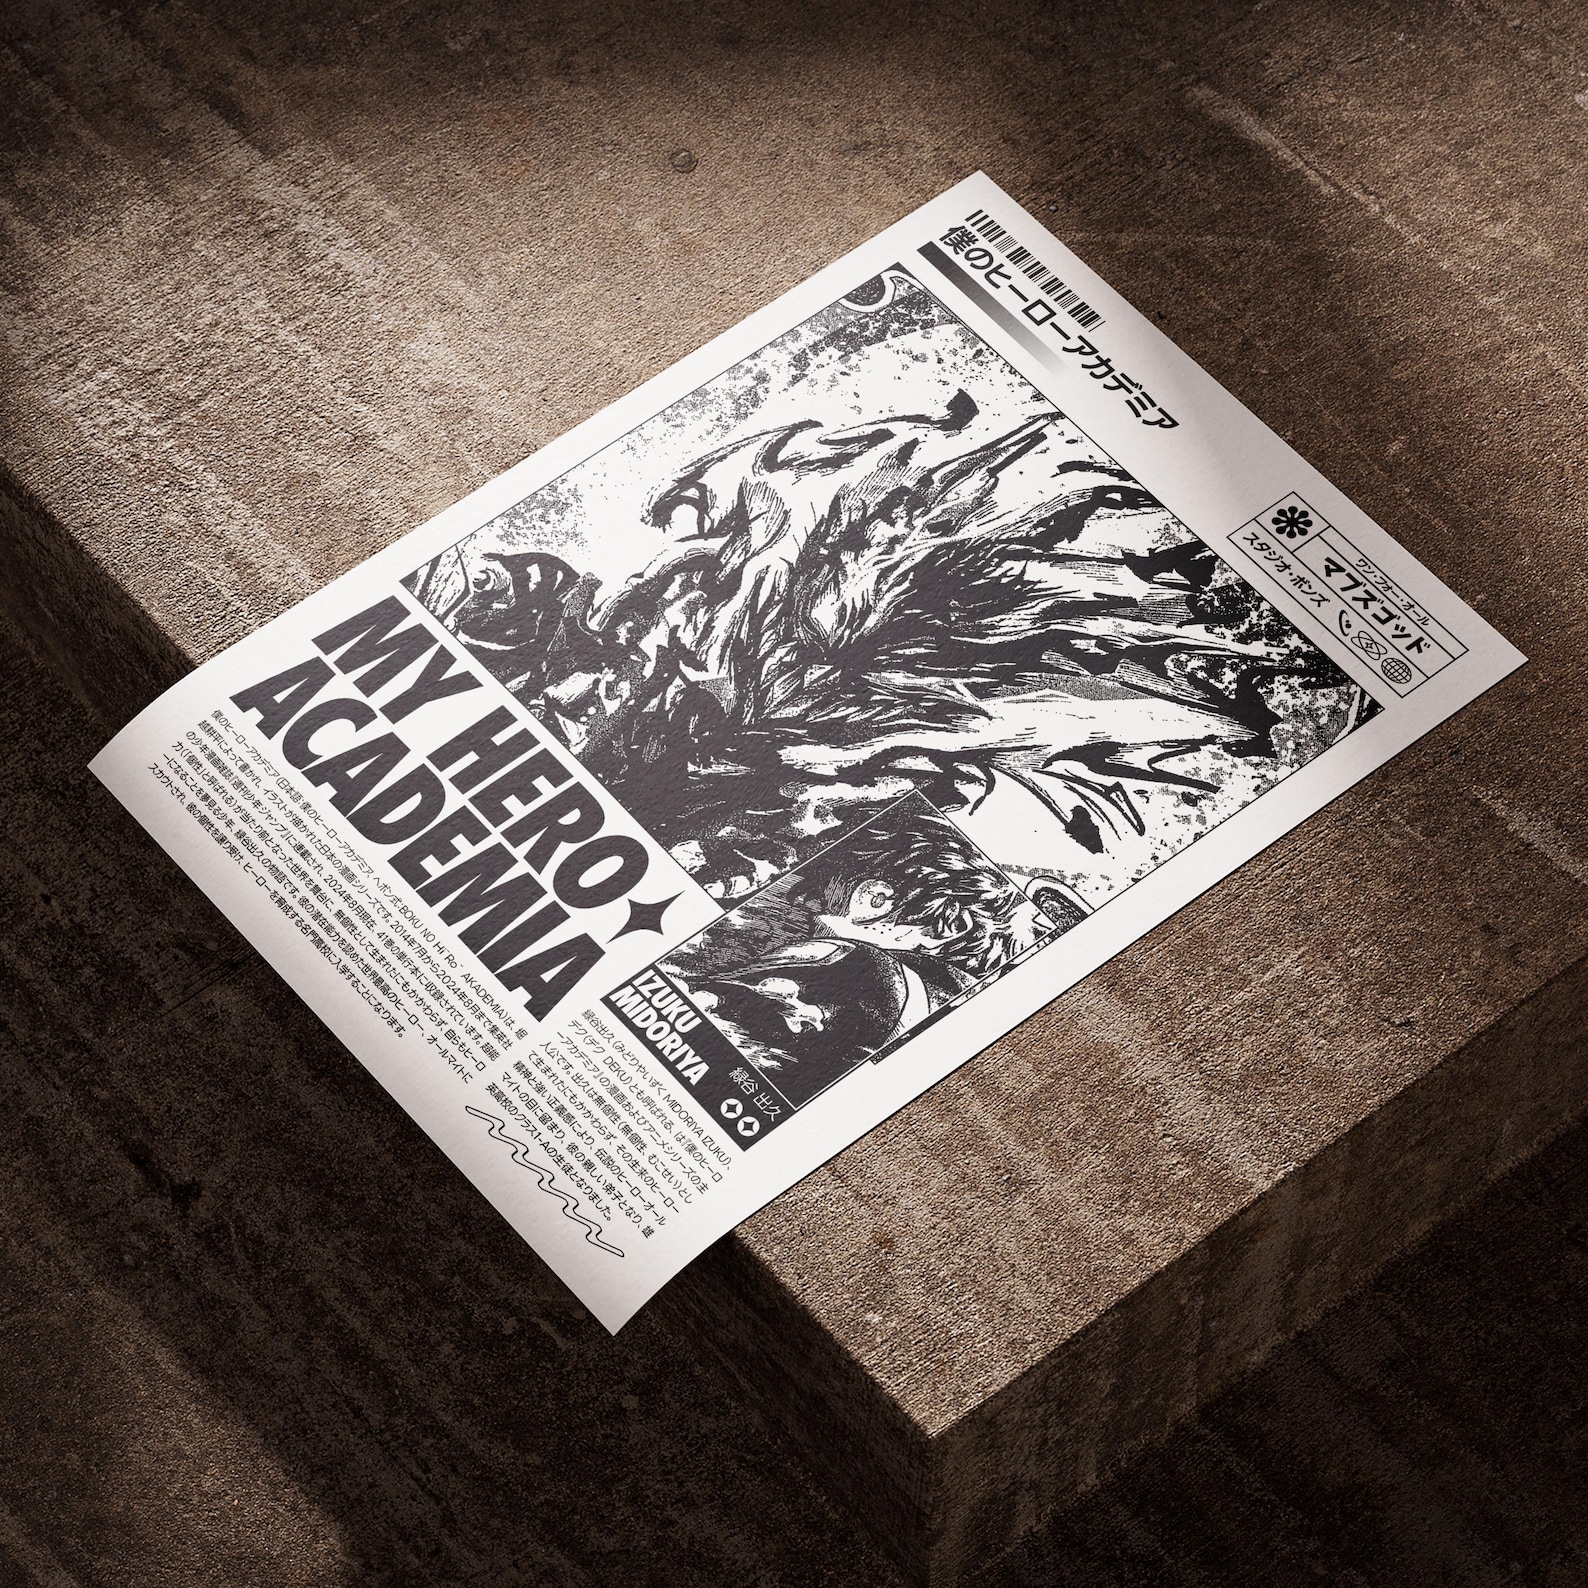 僕のヒーローアカデミア
ワン・フォー・オール
マブズゴッド
スタジオ・ボンズ
MY HERO
ACADEMIA
IZUKU
MIDORIYA
緑谷 出久
僕のヒーローアカデミア (日本語: 僕のヒーローアカデミア, ヘボン式: BOKU NO HĪRŌ AKADEMIA) は、堀
越耕平によって書かれ、イラストが描かれた日本の漫画シリーズです。2014年7月から2024年8月まで集英社
の少年漫画雑誌『週刊少年ジャンプ』に連載され、2024年8月現在、41巻の単行本に収録されています。超能
力 (「個性」と呼ばれる) が当たり前となった世界を舞台に、無個性として生まれたにもかかわらず、自らもヒーロ
ーになることを夢見る少年、緑谷出久の物語です。彼の潜在能力を認めた世界最高のヒーロー、オールマイトに
スカウトされ、彼の個性を譲り受け、ヒーローを育成する名門高校に入学することになります。
緑谷出久 (みどりやいずく, MIDORIYA IZUKU)、
デク (デク, DEKU) とも呼ばれる、は『僕のヒーロ
ーアカデミア』の漫画およびアニメシリーズの主
人公です。出久は無個性 (無個性, むこせい) とし
て生まれたにもかかわらず、その生来のヒーロー
精神と強い正義感により、伝説のヒーロー オール
マイトの目に留まり、彼の親しい弟子となり、雄
英高校のクラス1-Aの生徒となりました。